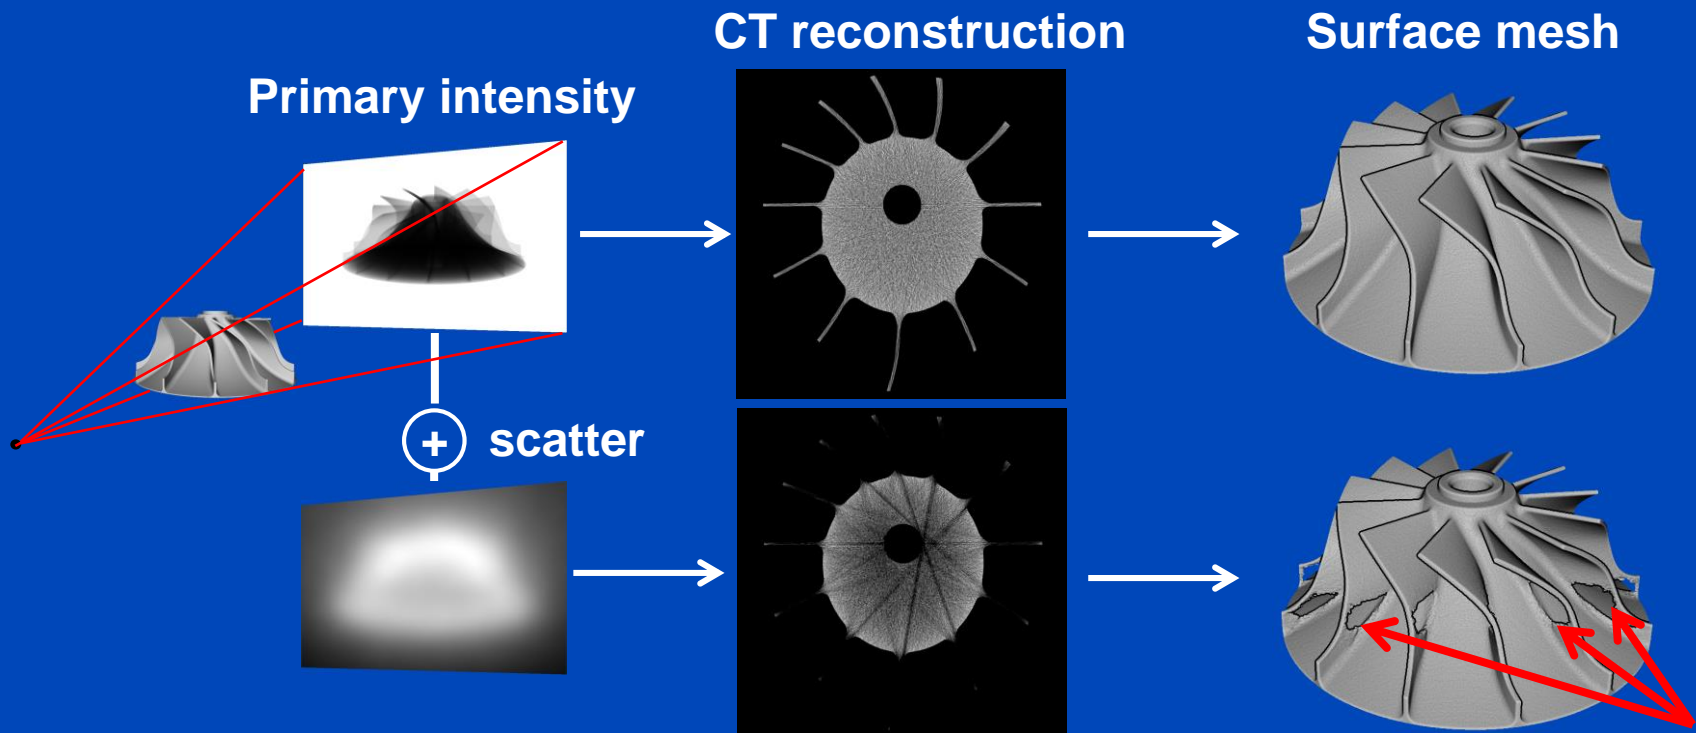 CT reconstruction
Surface mesh
Primary intensity
+
scatter